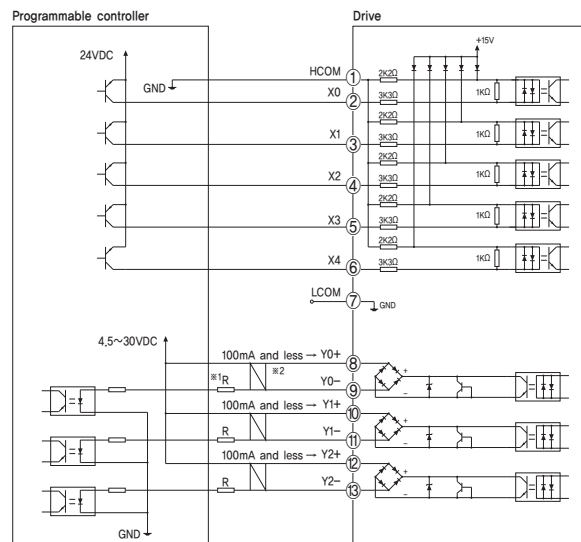 Programmable controller
Drive
+15V
24VDC
GND
HCOM
①
2K2Ω
1KΩ
X0
②
3K3Ω
2K2Ω
X1
③
3K3Ω
1KΩ
2K2Ω
X2
④
3K3Ω
1KΩ
2K2Ω
X3
⑤
3K3Ω
1KΩ
2K2Ω
X4
⑥
3K3Ω
1KΩ
LCOM
⑦
GND
4.5~30VDC
100mA and less → Y0+
⑧
+
※1 R
※2
Y0-
⑨
-
100mA and less → Y1+
⑩
+
R
Y1-
⑪
-
100mA and less → Y2+
⑫
+
R
Y2-
⑬
-
GND